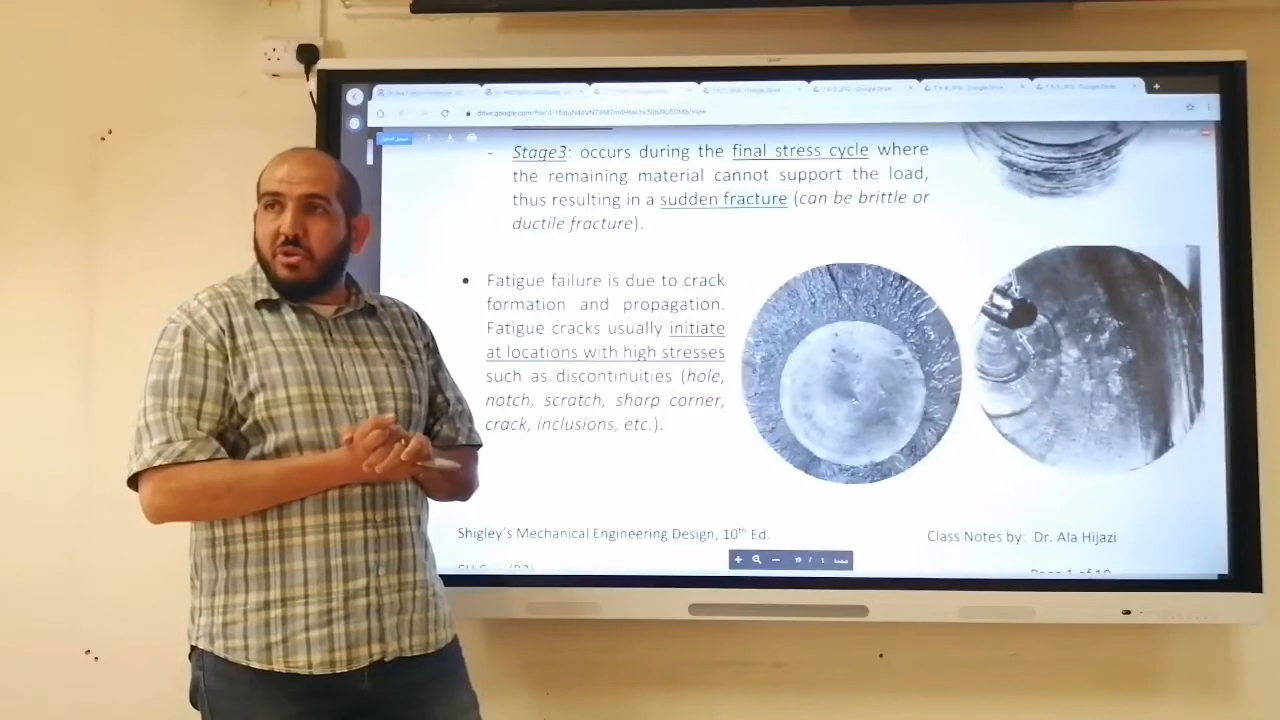 - Stage3: occurs during the final stress cycle where
the remaining material cannot support the load,
thus resulting in a sudden fracture (can be brittle or
ductile fracture).
• Fatigue failure is due to crack
formation and propagation.
Fatigue cracks usually initiate
at locations with high stresses
such as discontinuities (hole,
notch, scratch, sharp corner,
crack, inclusions, etc.).
Shigley's Mechanical Engineering Design, 10th Ed.
Class Notes by: Dr. Ala Hijazi